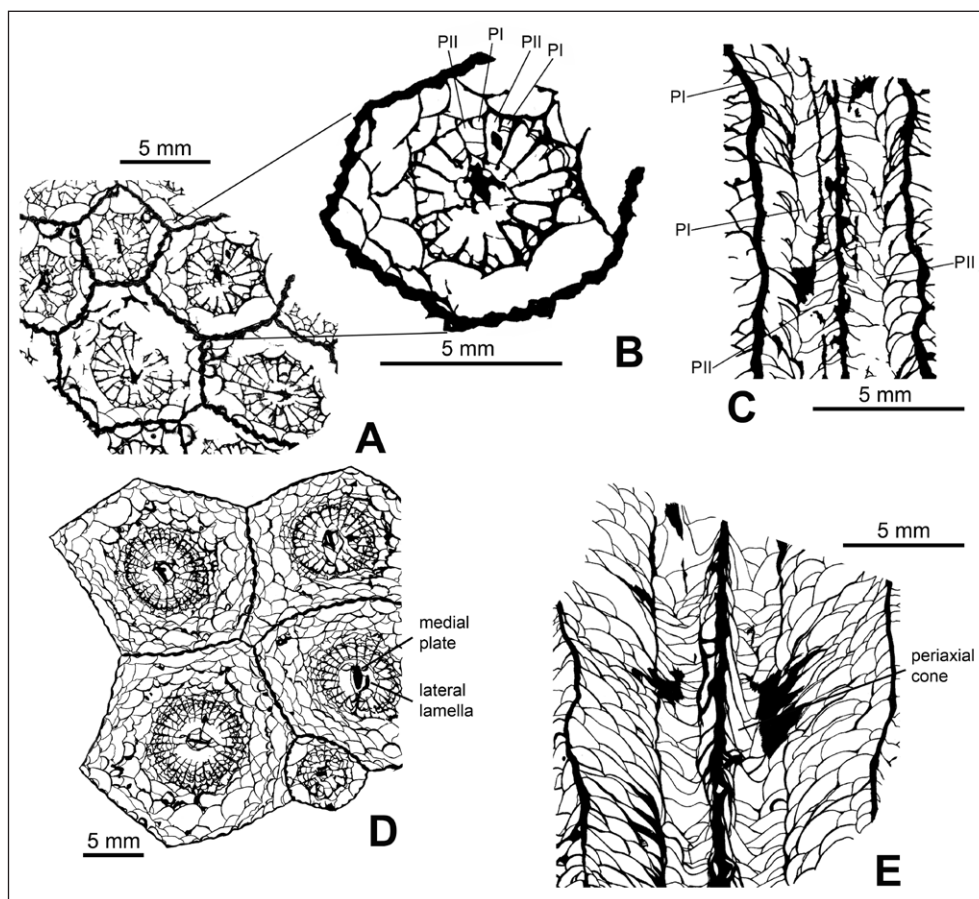 PII
PI
PII
PI
5 mm
5 mm
A
B
PI
PI
PII
PII
C
5 mm
medial
plate
lateral
lamella
5 mm
D
5 mm
periaxial
cone
E